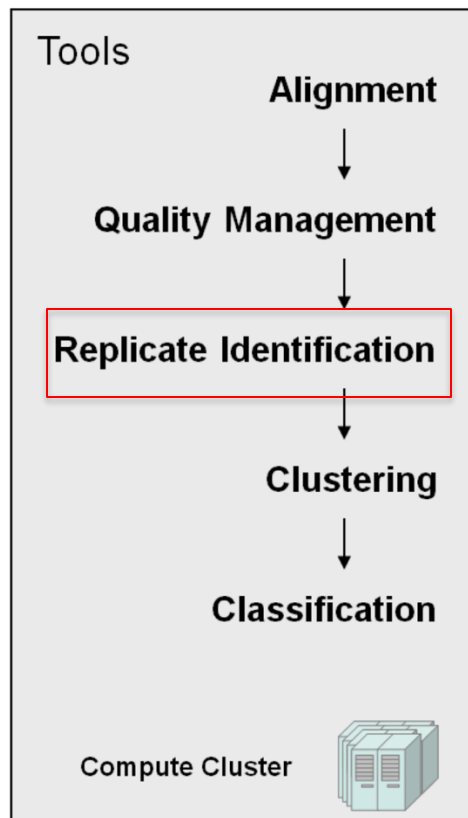 Tools
Alignment
Quality Management
Replicate Identification
Clustering
Classification
Compute Cluster